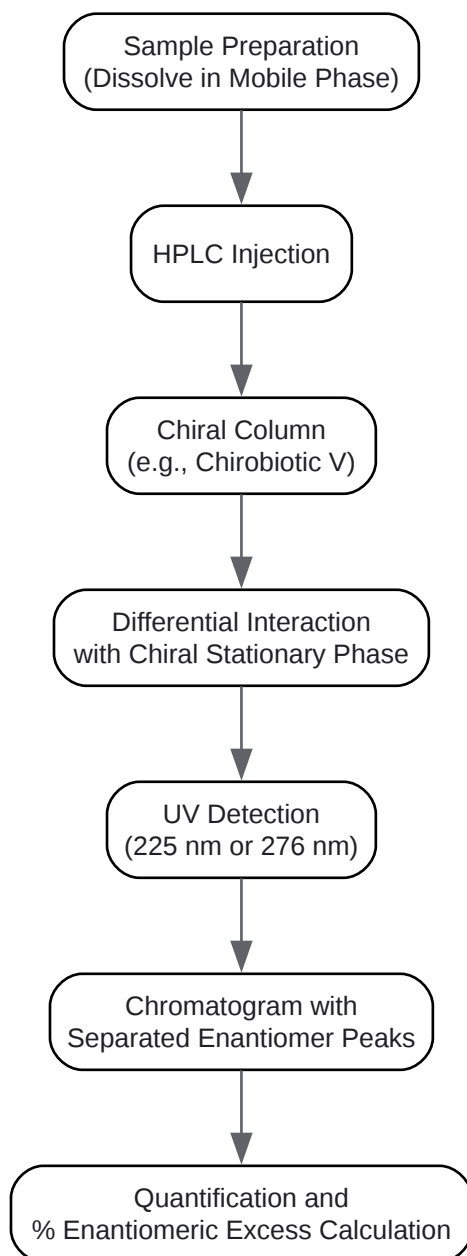 Sample Preparation
(Dissolve in Mobile Phase)
HPLC Injection
Chiral Column
(e.g., Chirobiotic V)
Differential Interaction
with Chiral Stationary Phase
UV Detection
(225 nm or 276 nm)
Chromatogram with
Separated Enantiomer Peaks
Quantification and
% Enantiomeric Excess Calculation